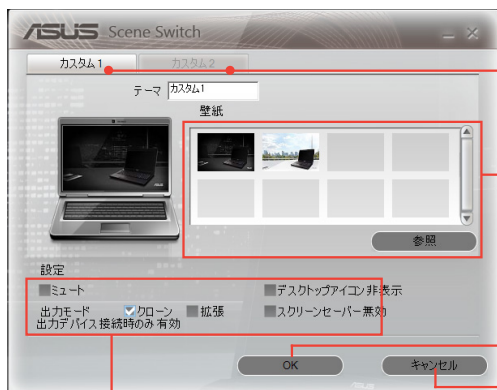 ASUS Scene Switch
カスタム1 カスタム2
テーマ カスタム1
壁紙
参照
設定
ミュート デスクトップアイコン非表示
出力モード クローン 拡張 スクリーンセーバー無効
出力デバイス接続時のみ有効
OK キャンセル